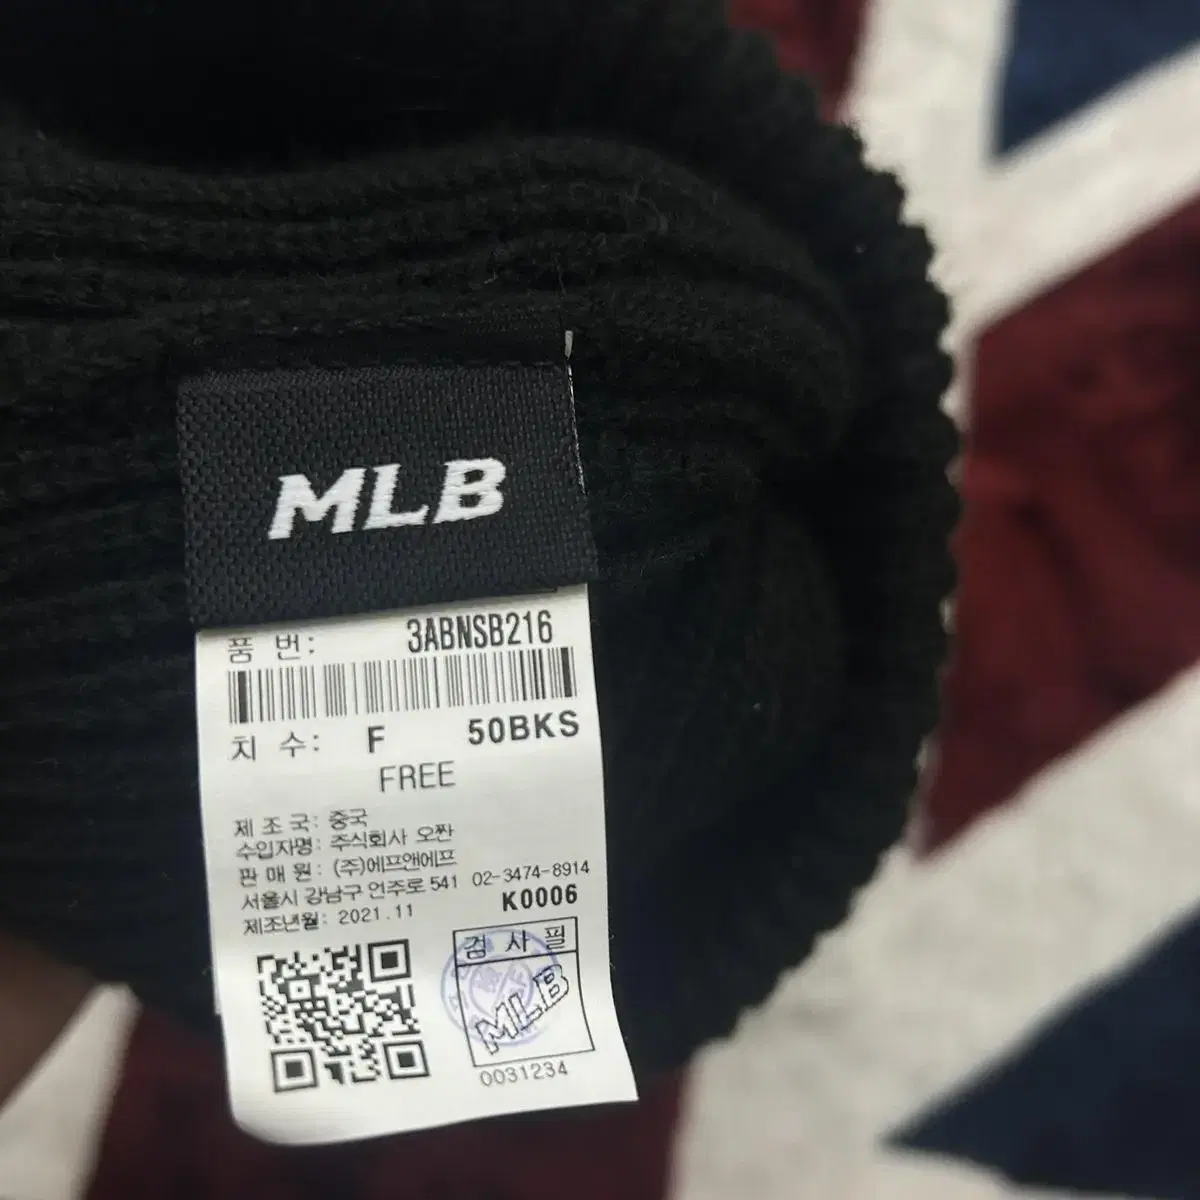 MLB
품 번: 3ABNSB216
치 수: F 50BKS
FREE
제 조 국: 중국
수입자명: 주식회사 오짠
판 매 원: (주)에프앤에프
서울시 강남구 언주로 541 02-3474-8914
제조년월: 2021.11 K0006
검 사 필
MLB
0031234